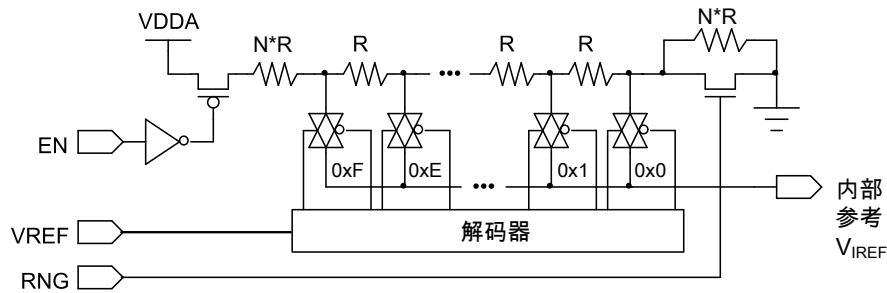 VDDA
N*R
R
R
R
N*R
EN
0xF
0xE
0x1
0x0
...
...
VREF
解码器
内部
参考
VIREF
RNG